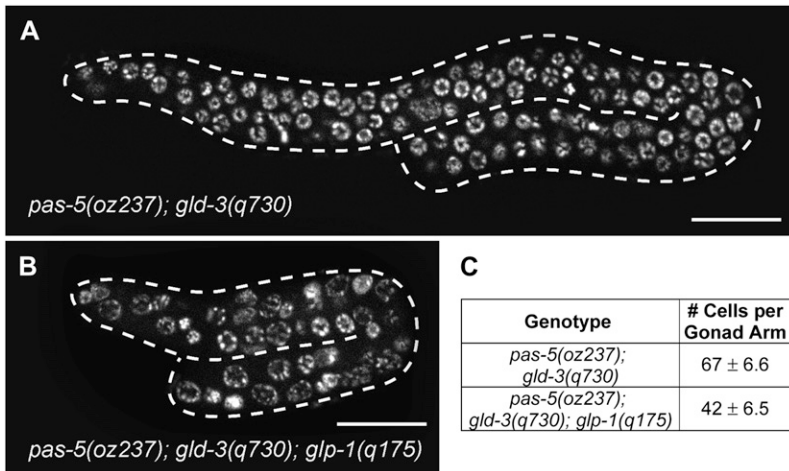 A
pas-5(oz237); gld-3(q730)
B
pas-5(oz237); gld-3(q730); glp-1(q175)
C
Genotype
# Cells per
Gonad Arm
pas-5(oz237);
gld-3(q730)
67 ± 6.6
pas-5(oz237);
gld-3(q730); glp-1(q175)
42 ± 6.5